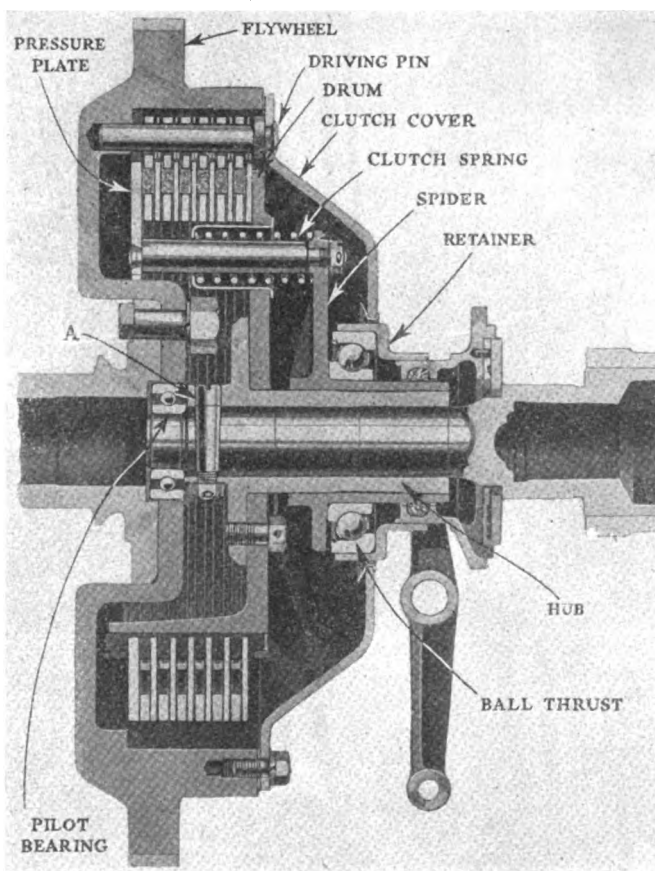 FLYWHEEL
PRESSURE
PLATE
DRIVING PIN
DRUM
CLUTCH COVER
CLUTCH SPRING
SPIDER
RETAINER
A
HUB
BALL THRUST
PILOT
BEARING